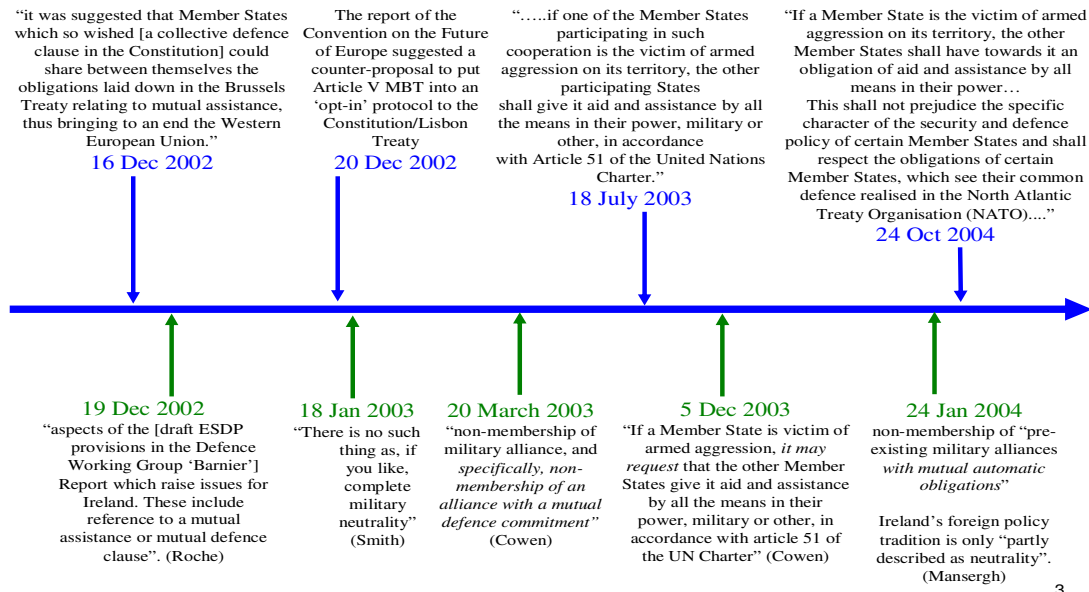 “it was suggested that Member States
which so wished [a collective defence
clause in the Constitution] could
share between themselves the
obligations laid down in the Brussels
Treaty relating to mutual assistance,
thus bringing to an end the Western
European Union.”
16 Dec 2002
The report of the
Convention on the Future
of Europe suggested a
counter-proposal to put
Article V MBT into an
‘opt-in’ protocol to the
Constitution/Lisbon
Treaty
20 Dec 2002
“…..if one of the Member States
participating in such
cooperation is the victim of armed
aggression on its territory, the other
participating States
shall give it aid and assistance by all
the means in their power, military or
other, in accordance
with Article 51 of the United Nations
Charter.”
18 July 2003
“If a Member State is the victim of armed
aggression on its territory, the other
Member States shall have towards it an
obligation of aid and assistance by all
means in their power…
This shall not prejudice the specific
character of the security and defence
policy of certain Member States and shall
respect the obligations of certain
Member States, which see their common
defence realised in the North Atlantic
Treaty Organisation (NATO)....”
24 Oct 2004
19 Dec 2002
“aspects of the [draft ESDP
provisions in the Defence
Working Group ‘Barnier’]
Report which raise issues for
Ireland. These include
reference to a mutual
assistance or mutual defence
clause”. (Roche)
18 Jan 2003
“There is no such
thing as, if
you like,
complete
military
neutrality”
(Smith)
20 March 2003
“non-membership of
military alliance, and
specifically, non-
membership of an
alliance with a mutual
defence commitment”
(Cowen)
5 Dec 2003
“If a Member State is victim of
armed aggression, it may
request that the other Member
States give it aid and assistance
by all the means in their
power, military or other, in
accordance with article 51 of
the UN Charter” (Cowen)
24 Jan 2004
non-membership of “pre-
existing military alliances
with mutual automatic
obligations”
Ireland’s foreign policy
tradition is only “partly
described as neutrality”.
(Mansergh)
3